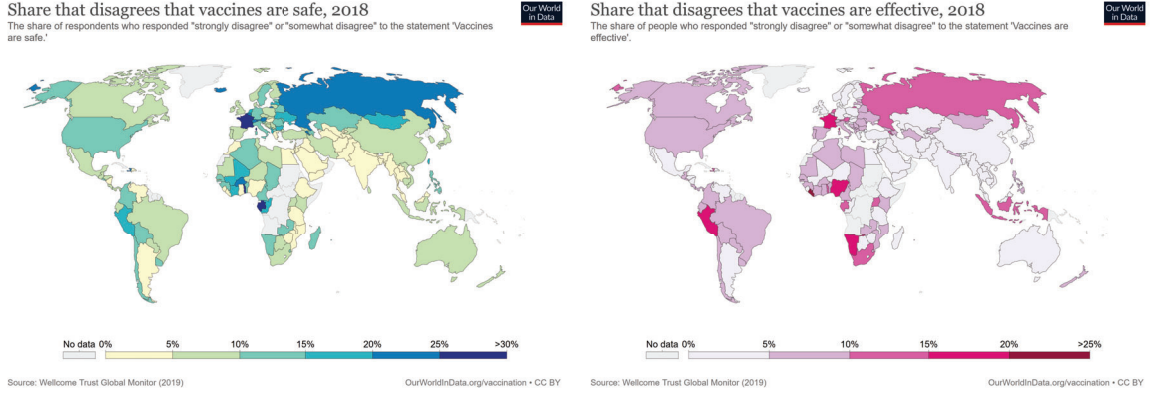 Share that disagrees that vaccines are safe, 2018
The share of respondents who responded "strongly disagree" or "somewhat disagree" to the statement 'Vaccines
are safe.'
Our World
in Data
No data 0% 5% 10% 15% 20% 25% >30%
Source: Wellcome Trust Global Monitor (2019)
OurWorldInData.org/vaccination • CC BY
Share that disagrees that vaccines are effective, 2018
The share of people who responded "strongly disagree" or "somewhat disagree" to the statement 'Vaccines are
effective'.
Our World
in Data
No data 0% 5% 10% 15% 20% >25%
Source: Wellcome Trust Global Monitor (2019)
OurWorldInData.org/vaccination • CC BY